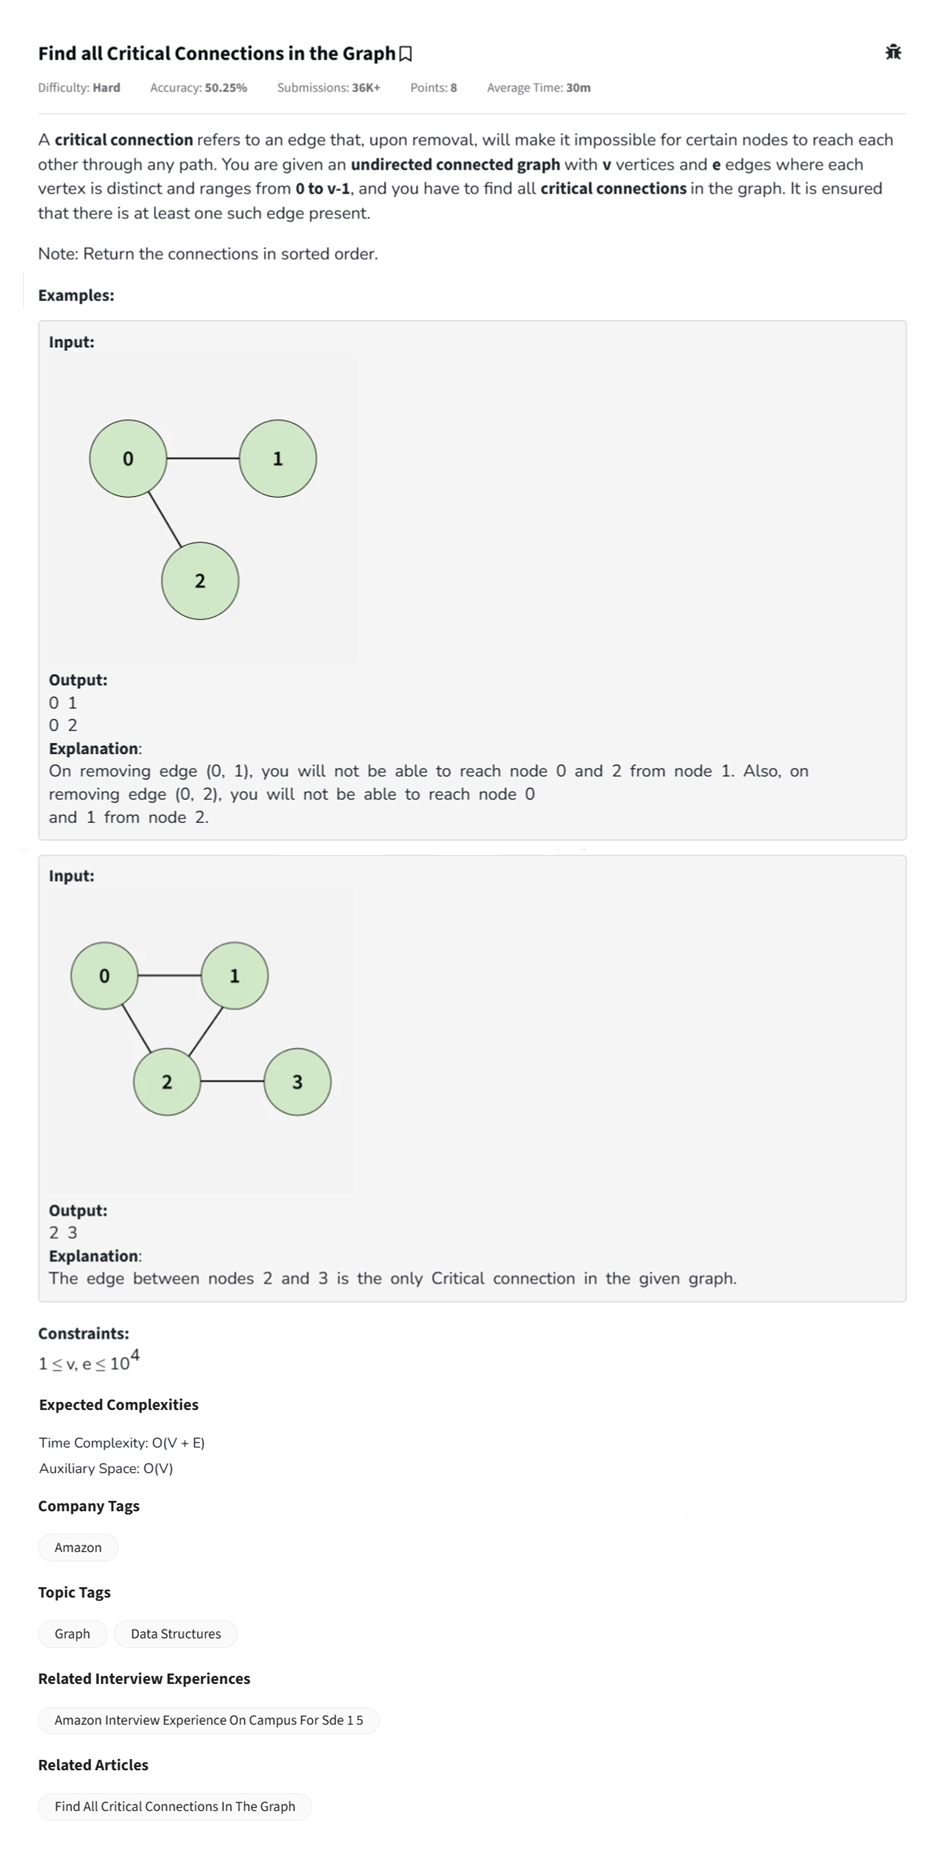 Find all Critical Connections in the Graph
Difficulty: Hard Accuracy: 50.25% Submissions: 36K+ Points: 8 Average Time: 30m
A critical connection refers to an edge that, upon removal, will make it impossible for certain nodes to reach each
other through any path. You are given an undirected connected graph with v vertices and e edges where each
vertex is distinct and ranges from 0 to v-1, and you have to find all critical connections in the graph. It is ensured
that there is at least one such edge present.
Note: Return the connections in sorted order.
Examples:
Input:
0 1
2
Output:
0 1
0 2
Explanation:
On removing edge (0, 1), you will not be able to reach node 0 and 2 from node 1. Also, on
removing edge (0, 2), you will not be able to reach node 0
and 1 from node 2.
Input:
0 1
2 3
Output:
2 3
Explanation:
The edge between nodes 2 and 3 is the only Critical connection in the given graph.
Constraints:
1 ≤ v, e ≤ 10^4
Expected Complexities
Time Complexity: O(V + E)
Auxiliary Space: O(V)
Company Tags
Amazon
Topic Tags
Graph Data Structures
Related Interview Experiences
Amazon Interview Experience On Campus For Sde 1 5
Related Articles
Find All Critical Connections In The Graph